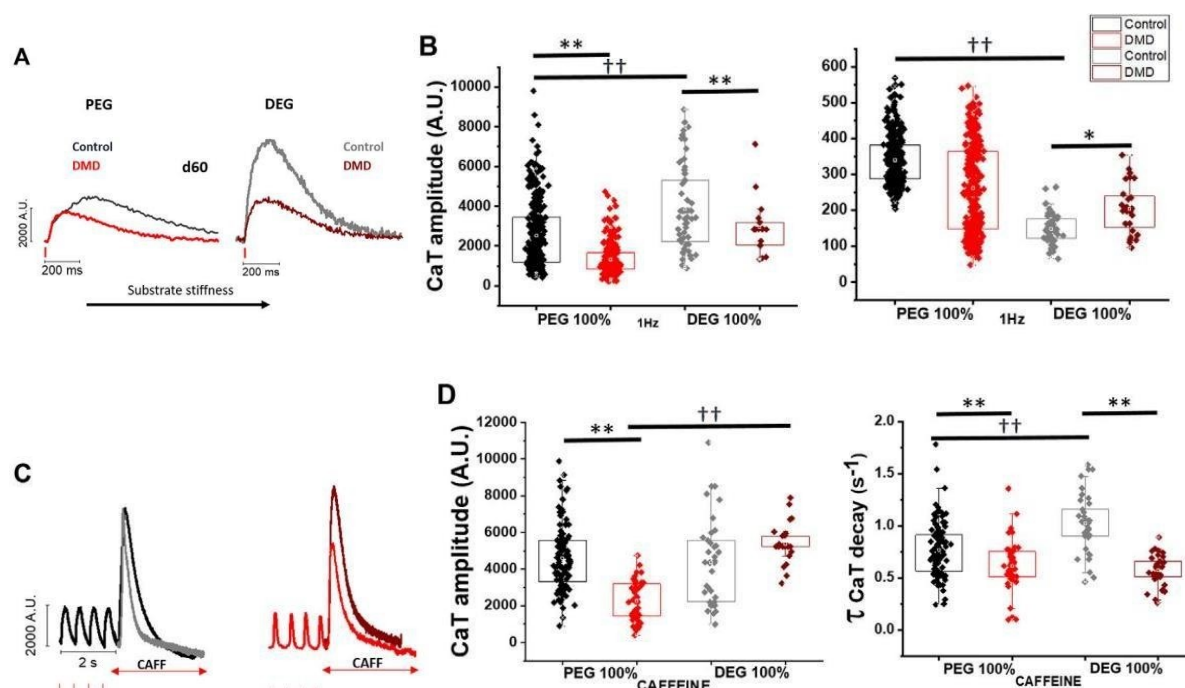 A
PEG
DEG
Control
DMD
d60
Control
DMD
2000 A.U.
200 ms
200 ms
Substrate stiffness
B
CaT amplitude (A.U.)
10000
8000
6000
4000
2000
0
**
††
**
PEG 100%
1Hz
DEG 100%
600
500
400
300
200
100
0
††
*
PEG 100%
1Hz
DEG 100%
Control
DMD
Control
DMD
C
2000 A.U.
2 s
CAFF
CAFF
D
CaT amplitude (A.U.)
12000
10000
8000
6000
4000
2000
0
**
††
PEG 100%
DEG 100%
CAFFEINE
τ CaT decay (s⁻¹)
2.0
1.5
1.0
0.5
0.0
**
††
**
PEG 100%
DEG 100%
CAFFEINE